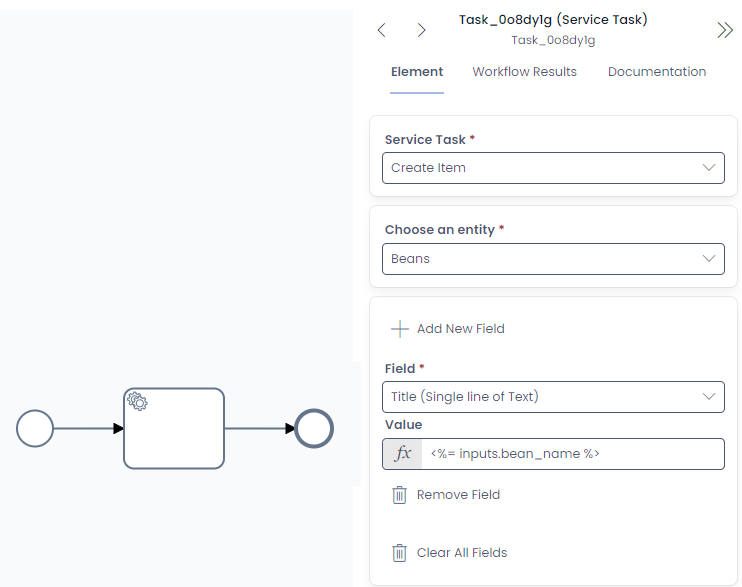 Task_0o8dy1g (Service Task)
Task_0o8dy1g
Element Workflow Results Documentation
Service Task *
Create Item
Choose an entity *
Beans
Add New Field
Field *
Title (Single line of Text)
Value
fx <%= inputs.bean_name %>
Remove Field
Clear All Fields